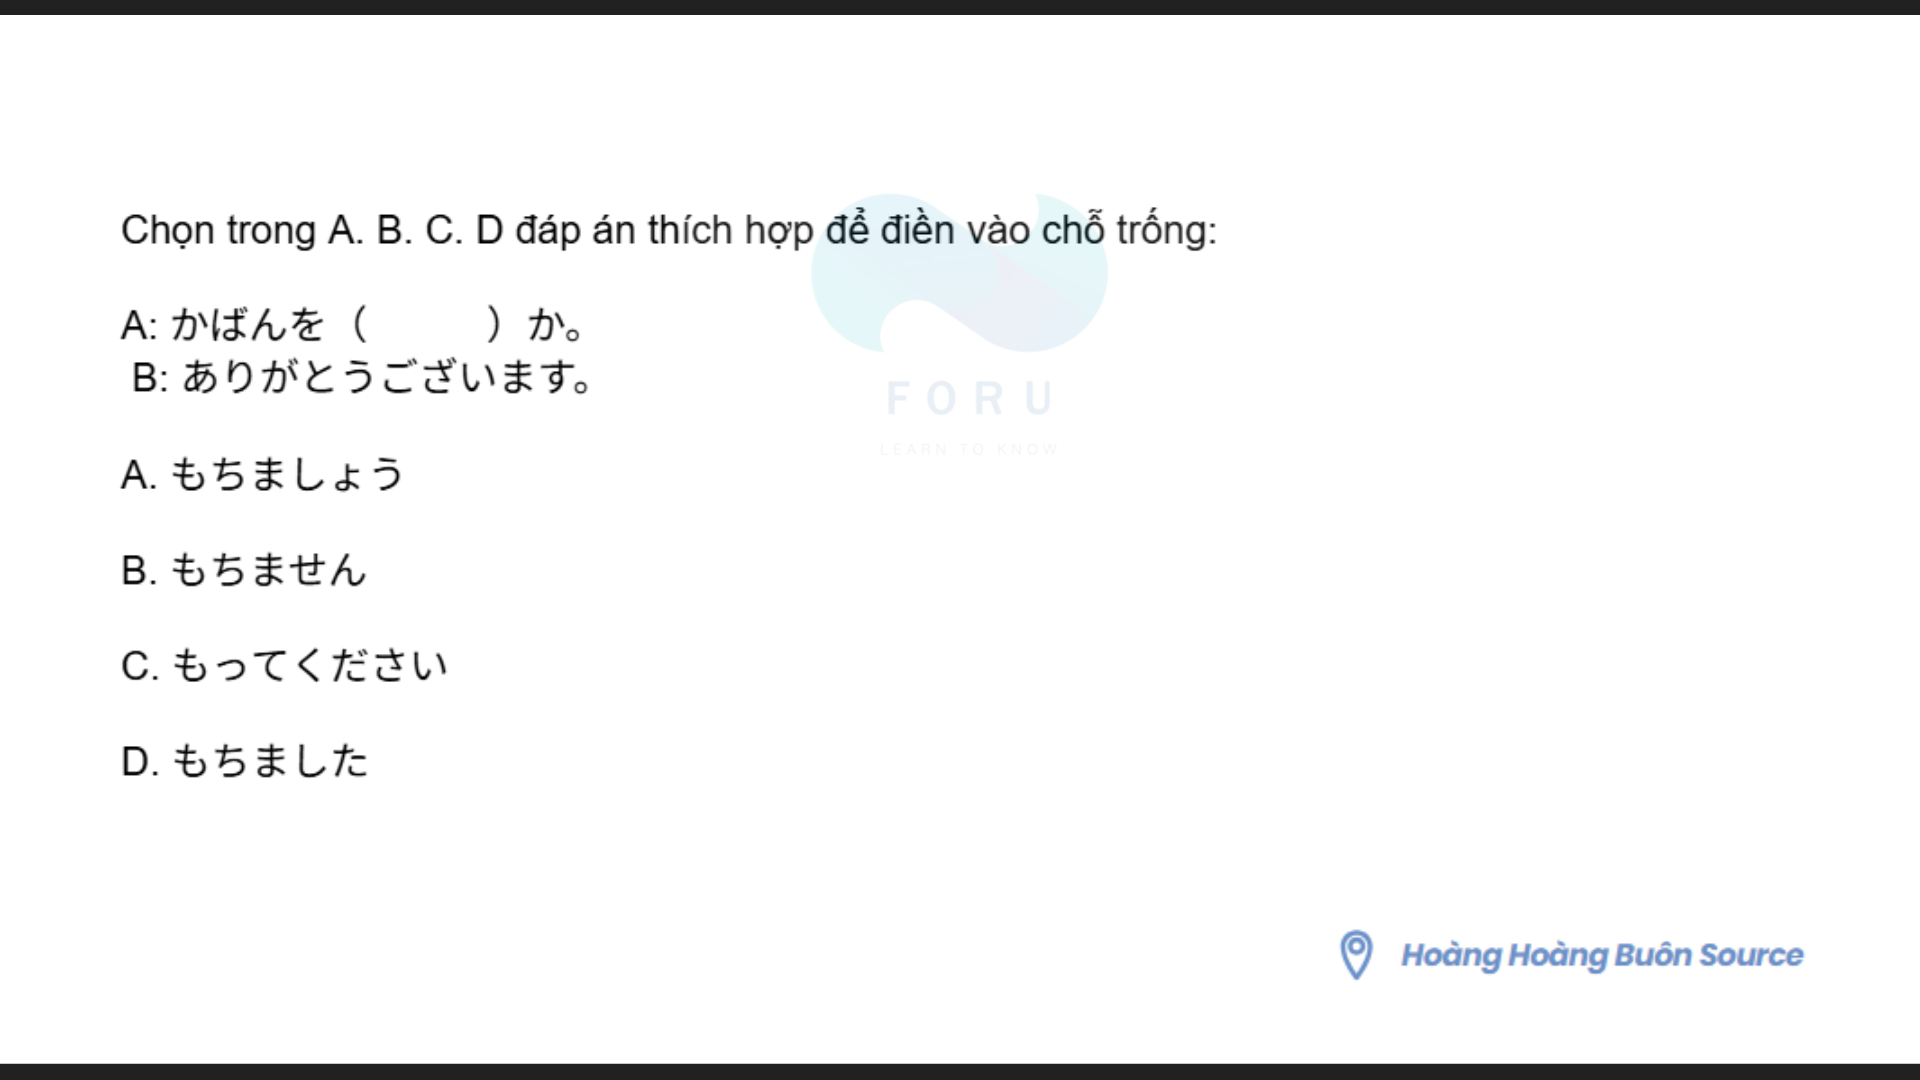 Chọn trong A. B. C. D đáp án thích hợp để điền vào chỗ trống:
A: かばんを（　　　）か。
B: ありがとうございます。
A. もちましょう
B. もちません
C. もってください
D. もちました
FORU
LEARN TO KNOW
Hoàng Hoàng Buôn Source